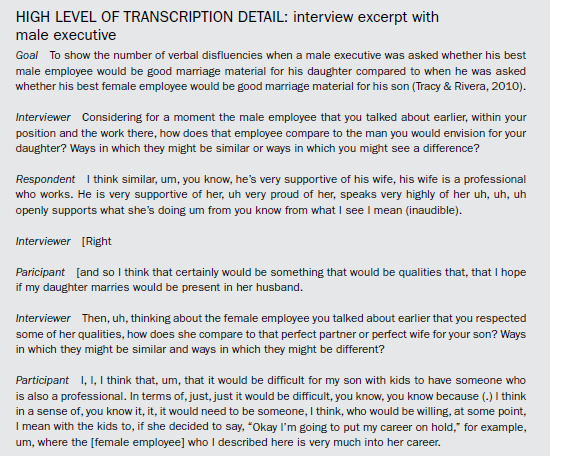 HIGH LEVEL OF TRANSCRIPTION DETAIL: interview excerpt with
male executive
Goal To show the number of verbal disfluencies when a male executive was asked whether his best
male employee would be good marriage material for his daughter compared to when he was asked
whether his best female employee would be good marriage material for his son (Tracy & Rivera, 2010).
Interviewer Considering for a moment the male employee that you talked about earlier, within your
position and the work there, how does that employee compare to the man you would envision for your
daughter? Ways in which they might be similar or ways in which you might see a difference?
Respondent I think similar, um, you know, he's very supportive of his wife, his wife is a professional
who works. He is very supportive of her, uh very proud of her, speaks very highly of her uh, uh, uh
openly supports what she's doing um from you know from what I see I mean (inaudible).
Interviewer [Right
Paricipant [and so I think that certainly would be something that would be qualities that, that I hope
if my daughter marries would be present in her husband.
Interviewer Then, uh, thinking about the female employee you talked about earlier that you respected
some of her qualities, how does she compare to that perfect partner or perfect wife for your son? Ways
in which they might be similar and ways in which they might be different?
Participant I, I, I think that, um, that it would be difficult for my son with kids to have someone who
is also a professional. In terms of, just, just it would be difficult, you know, you know because (.) I think
in a sense of, you know it, it, it would need to be someone, I think, who would be willing, at some point,
I mean with the kids to, if she decided to say, "Okay I'm going to put my career on hold," for example,
um, where the [female employee] who I described here is very much into her career.